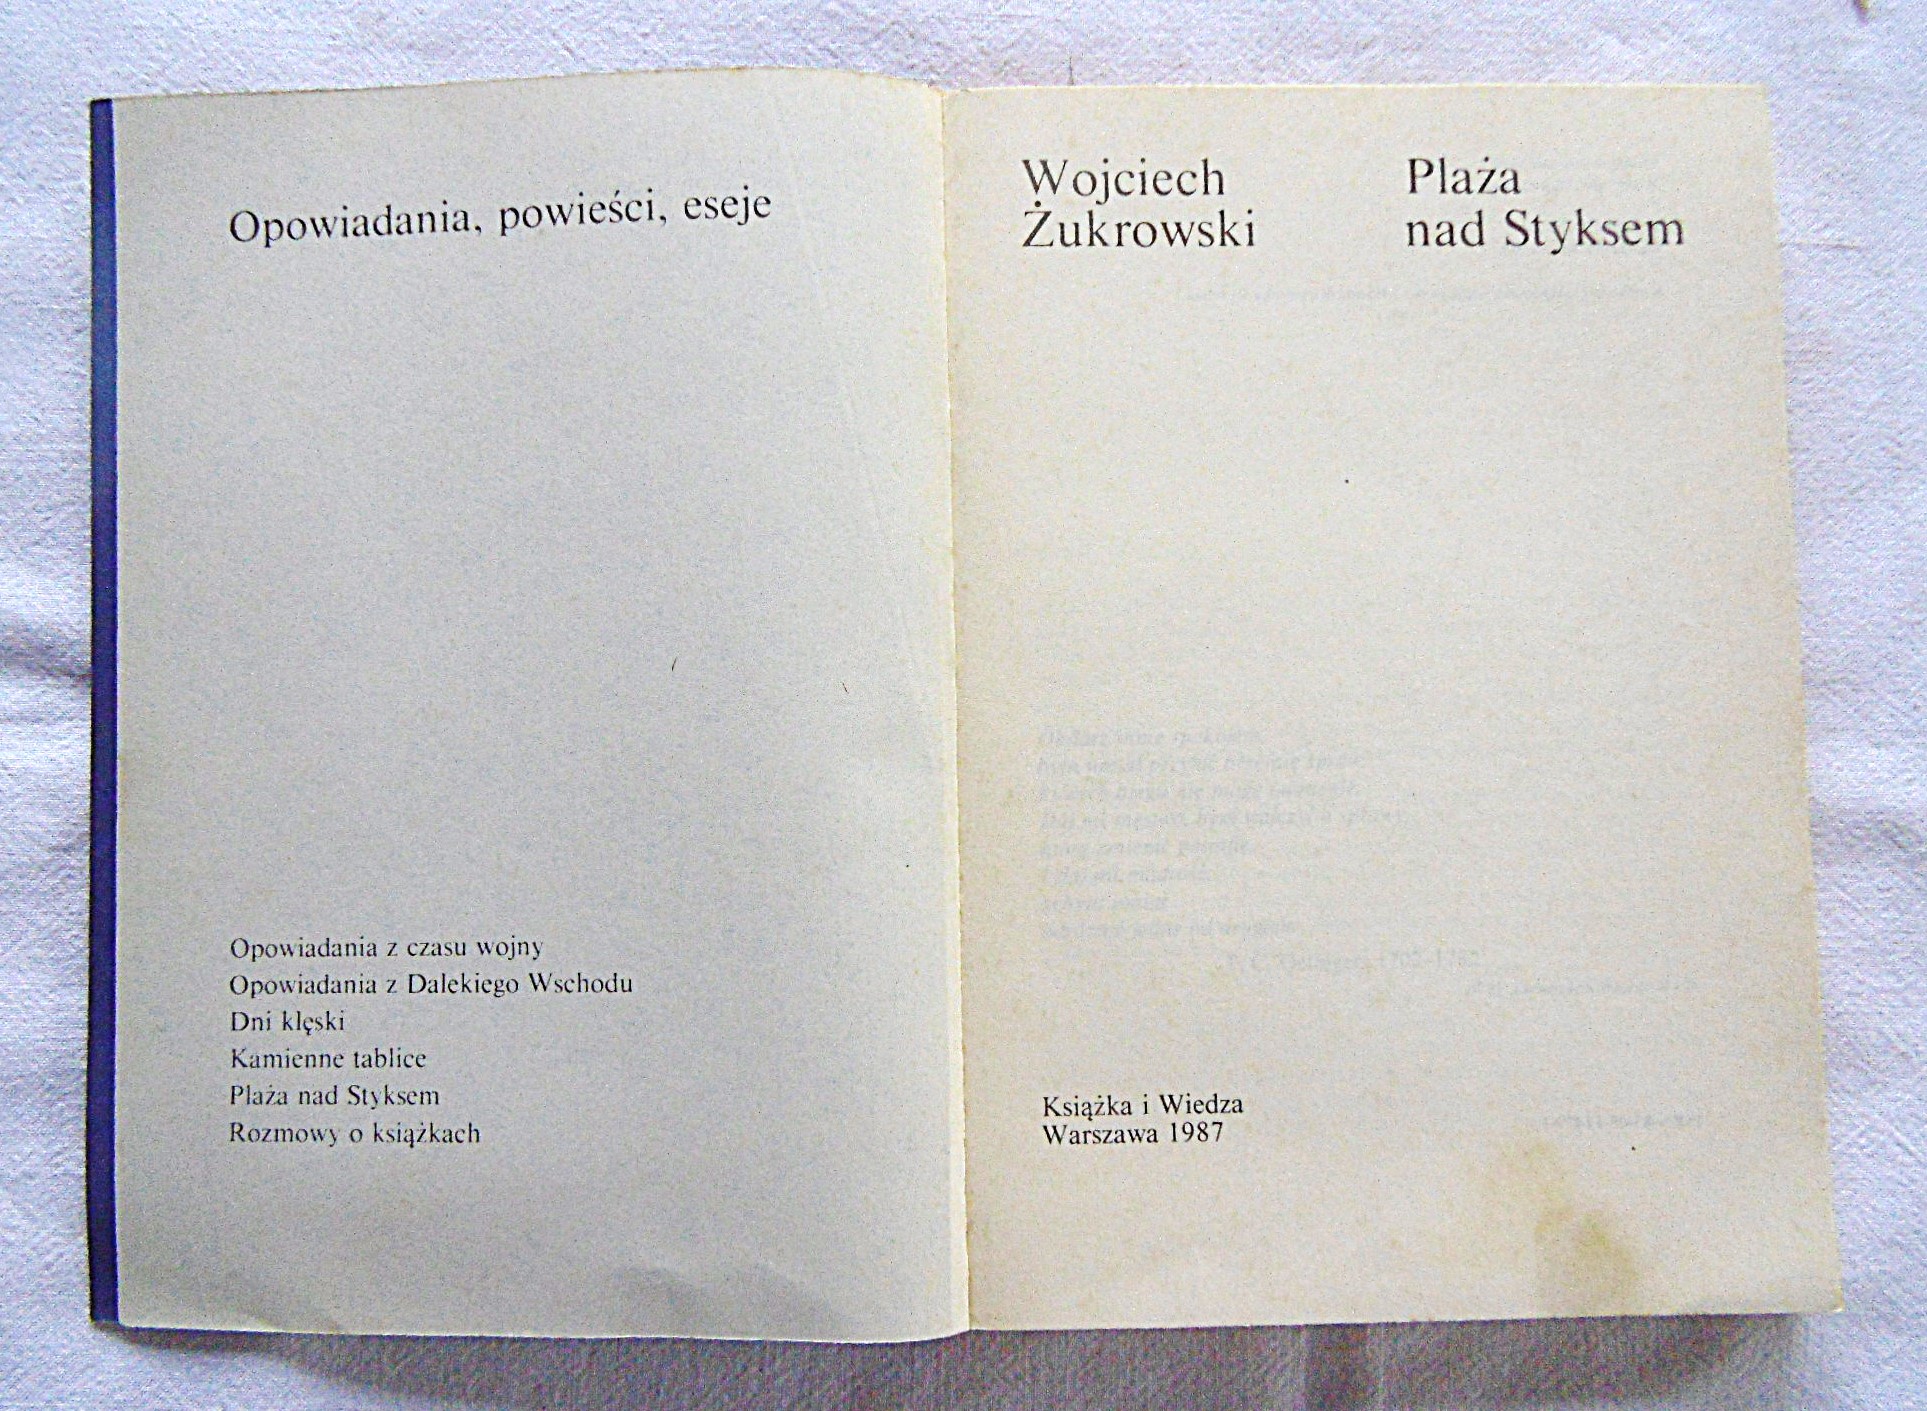 Opowiadania, powieści, eseje
Opowiadania z czasu wojny
Opowiadania z Dalekiego Wschodu
Dni klęski
Kamienne tablice
Plaża nad Styksem
Rozmowy o książkach
Wojciech
Żukrowski
Plaża
nad Styksem
Książka i Wiedza
Warszawa 1987